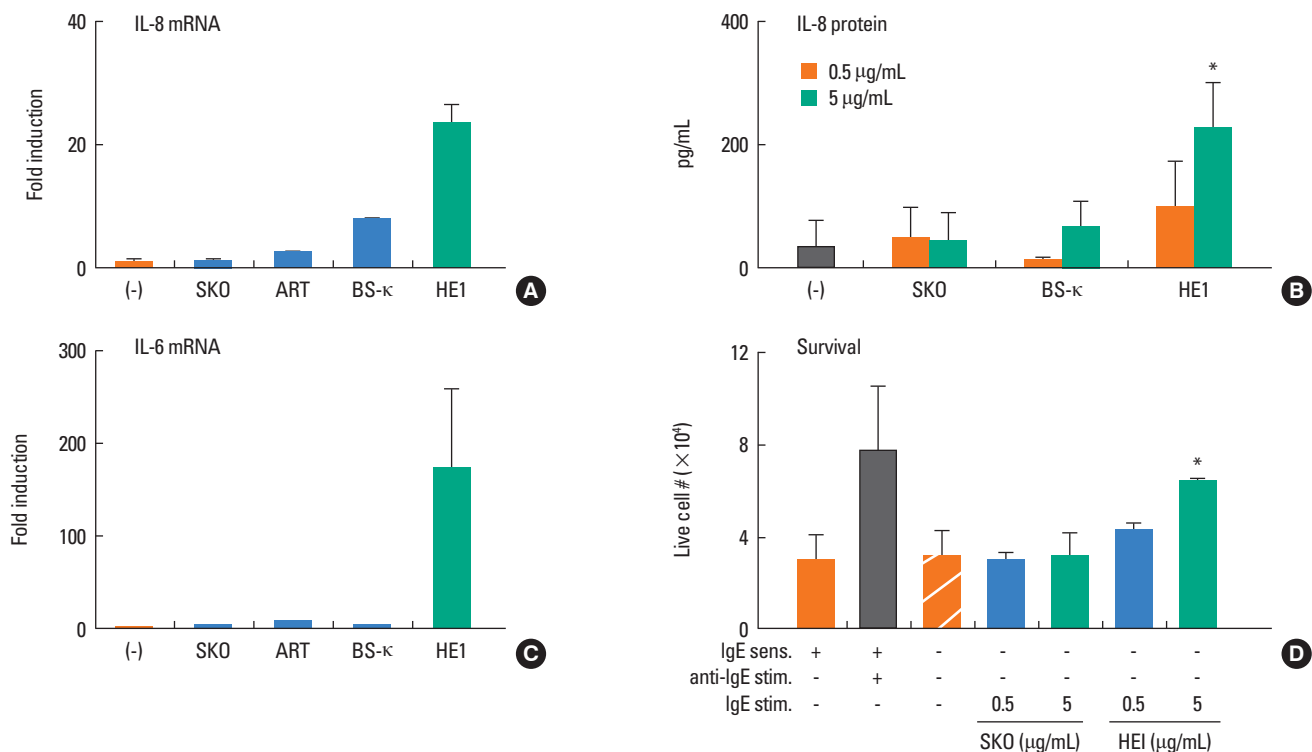 IL-8 mRNA
40
20
0
Fold induction
(-) SKO ART BS-κ HE1
A
IL-8 protein
400
200
0
pg/mL
0.5 μg/mL
5 μg/mL
*
(-) SKO BS-κ HE1
B
IL-6 mRNA
300
200
100
0
Fold induction
(-) SKO ART BS-κ HE1
C
Survival
12
8
4
0
Live cell # (×10⁴)
*
IgE sens. + + - - - - -
anti-IgE stim. - + - - - - -
IgE stim. - - - 0.5 5 0.5 5
SKO (μg/mL) HEI (μg/mL)
D